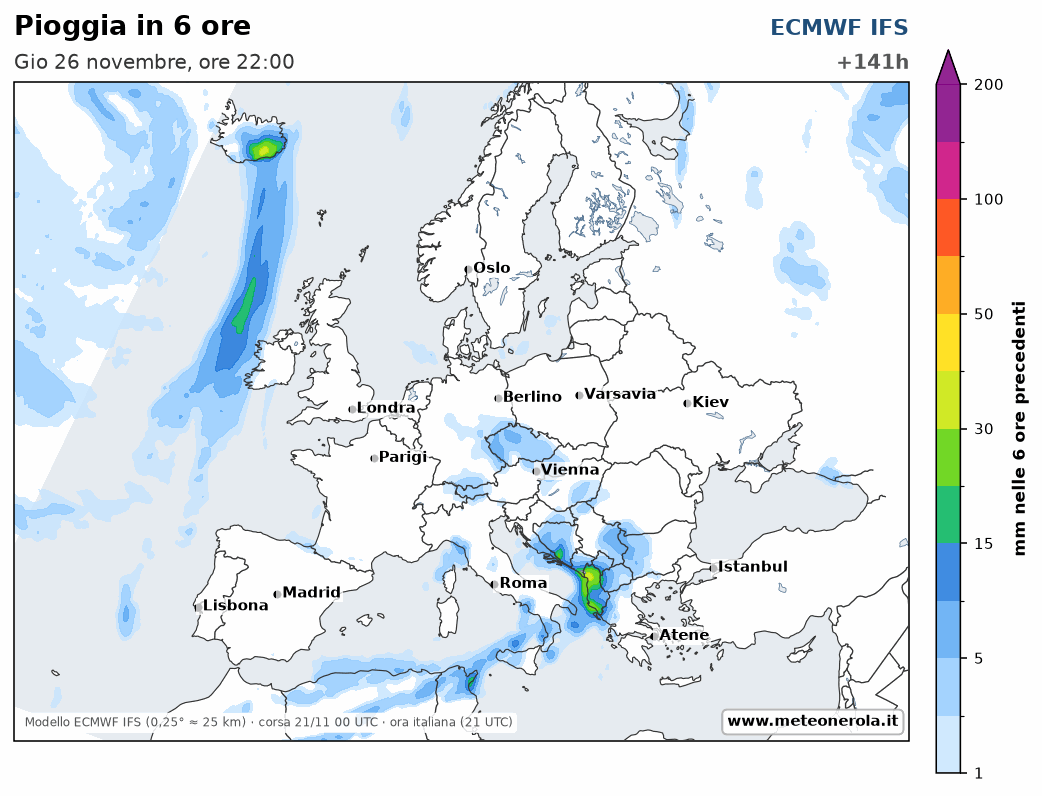 Pioggia in 6 ore
ECMWF IFS
Gio 26 novembre, ore 22:00
+141h
200
100
50
30
15
5
1
mm nelle 6 ore precedenti
Oslo
Berlino
Varsavia
Kiev
Londra
Parigi
Vienna
Istanbul
Roma
Madrid
Lisbona
Atene
Modello ECMWF IFS (0,25° ≈ 25 km) · corsa 21/11 00 UTC · ora italiana (21 UTC)
www.meteonerola.it